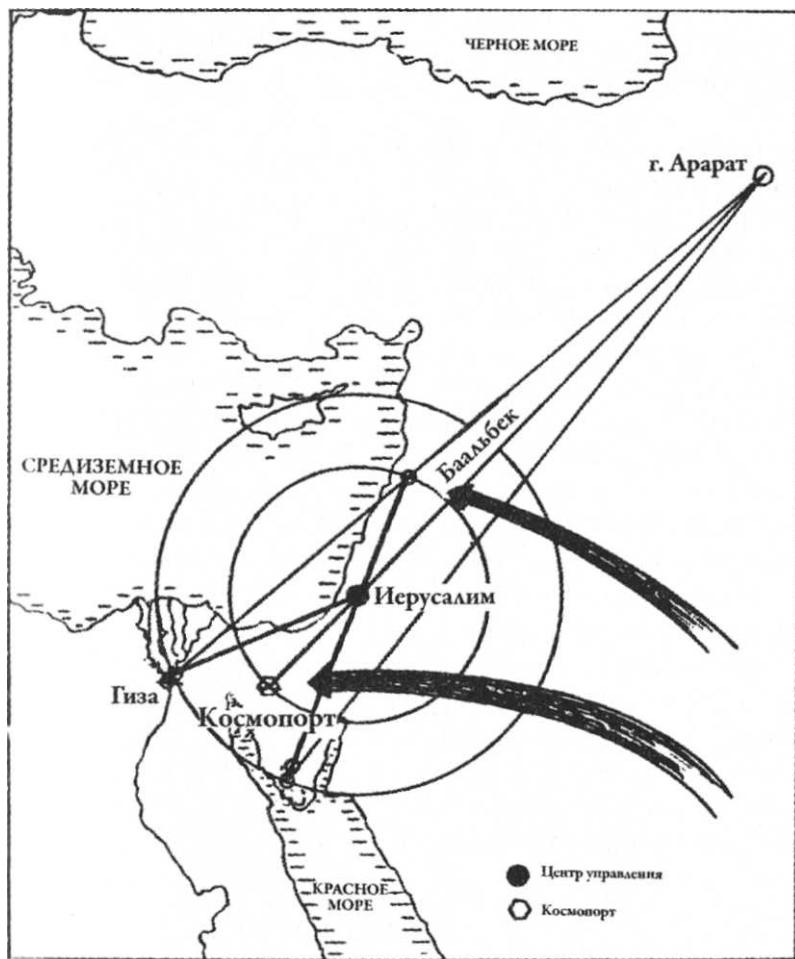 ЧЕРНОЕ МОРЕ
г. Арарат
Баальбек
СРЕДИЗЕМНОЕ
МОРЕ
Иерусалим
Гиза
Космопорт
Центр управления
КРАСНОЕ
МОРЕ
Космопорт